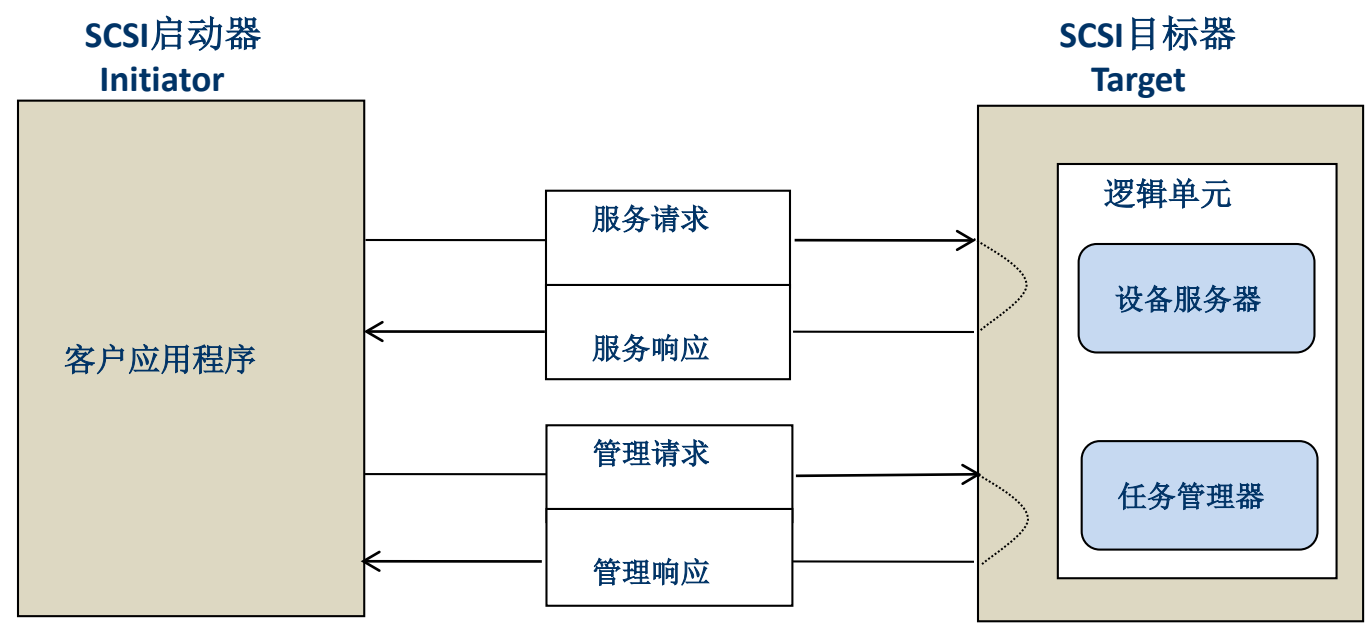 SCSI启动器
Initiator
SCSI目标器
Target
客户应用程序
服务请求
服务响应
管理请求
管理响应
逻辑单元
设备服务器
任务管理器